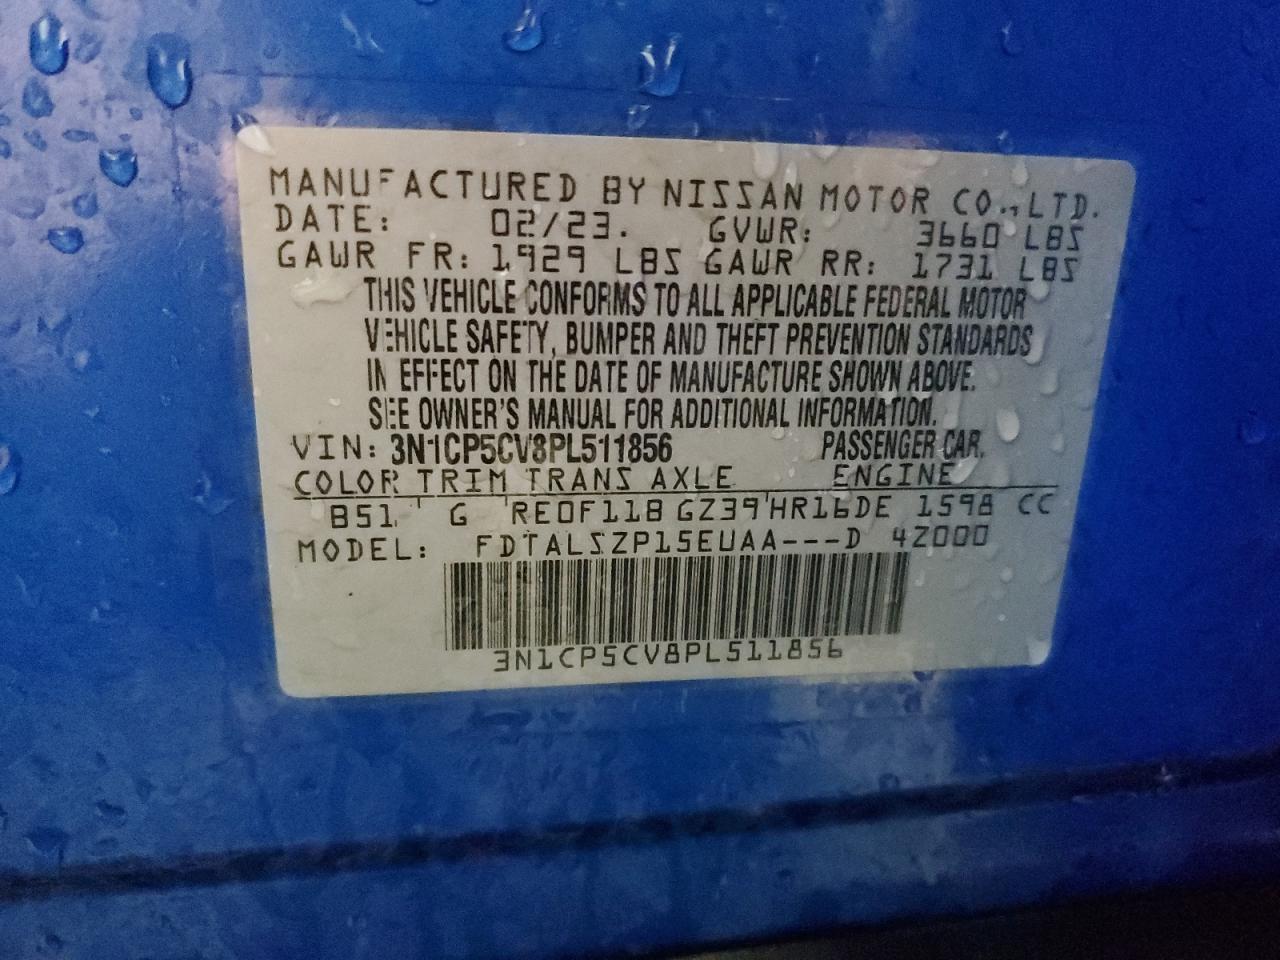 MANUFACTURED BY NISSAN MOTOR CO., LTD.
DATE: 02/23. GVWR: 3660 LBS
GAWR FR: 1929 LBS GAWR RR: 1731 LBS
THIS VEHICLE CONFORMS TO ALL APPLICABLE FEDERAL MOTOR
VEHICLE SAFETY, BUMPER AND THEFT PREVENTION STANDARDS
IN EFFECT ON THE DATE OF MANUFACTURE SHOWN ABOVE.
SEE OWNER'S MANUAL FOR ADDITIONAL INFORMATION.
VIN: 3N1CP5CV8PL511856 PASSENGER CAR.
COLOR TRIM TRANS AXLE ENGINE
B51 G RE0F11B GZ39 HR16DE 1598 CC
MODEL: FDTALSZP15EUAA---D 4Z000
3N1CP5CV8PL511856